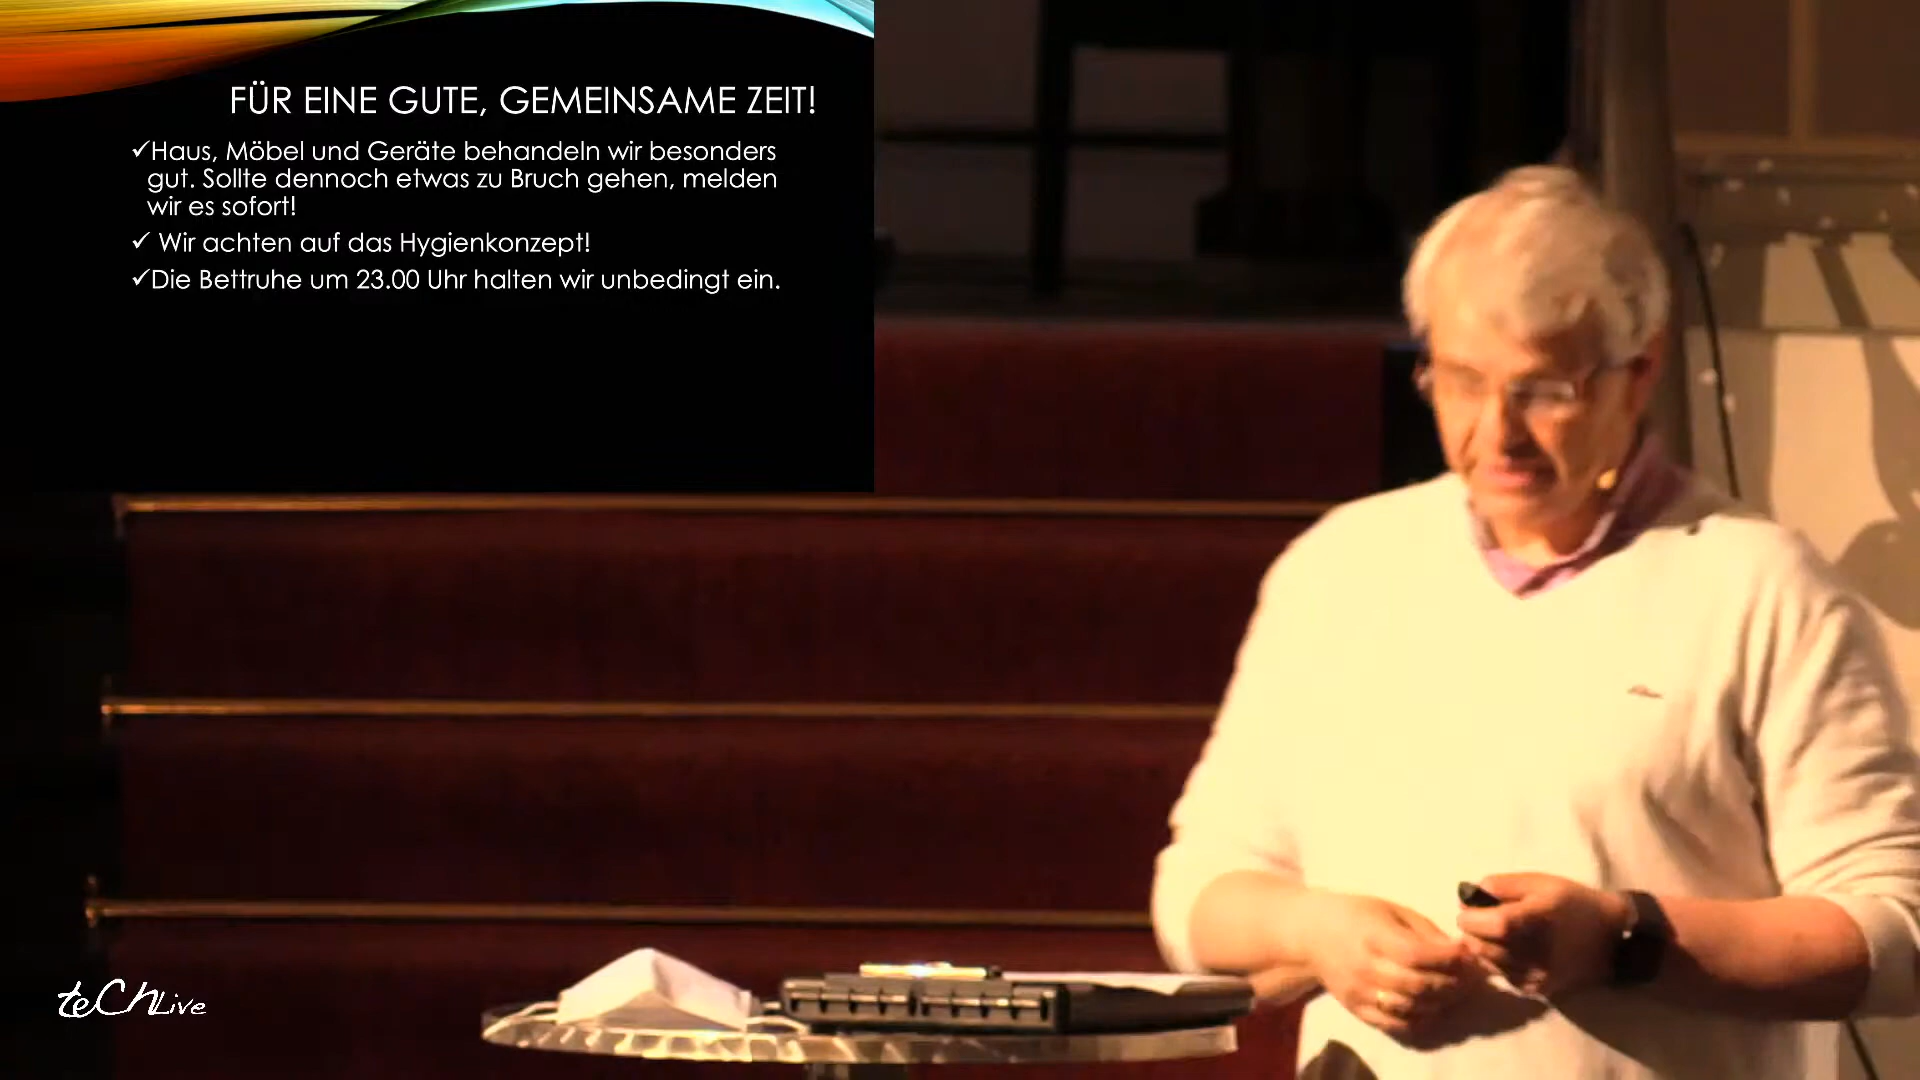 FÜR EINE GUTE, GEMEINSAME ZEIT!
✓Haus, Möbel und Geräte behandeln wir besonders
gut. Sollte dennoch etwas zu Bruch gehen, melden
wir es sofort!
✓ Wir achten auf das Hygienkonzept!
✓Die Bettruhe um 23.00 Uhr halten wir unbedingt ein.
teChLive